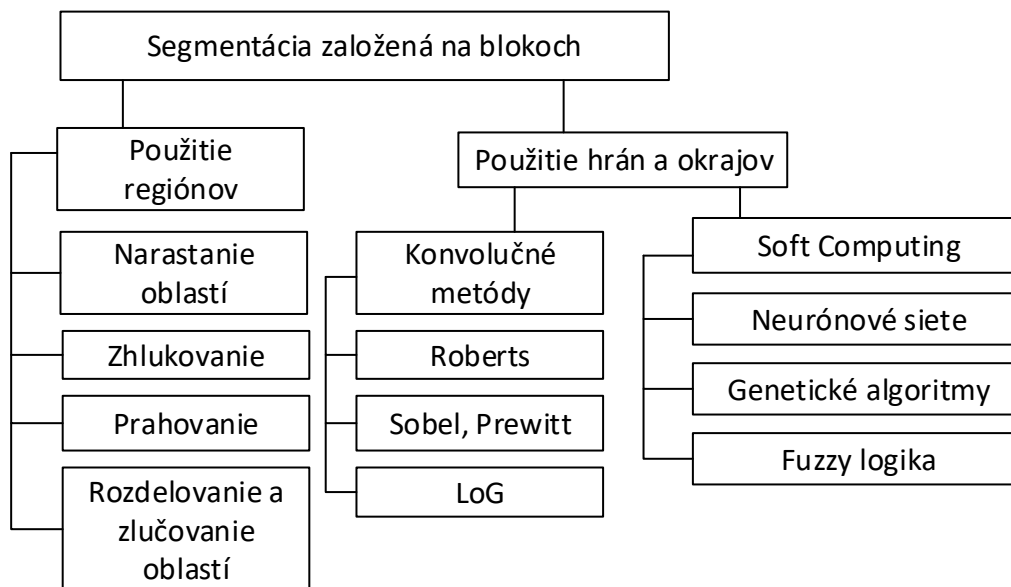 Segmentácia založená na blokoch
Použitie
regiónov
Narastanie
oblastí
Zhlukovanie
Prahovanie
Rozdelovanie a
zlučovanie
oblastí
Použitie hrán a okrajov
Konvolučné
metódy
Roberts
Sobel, Prewitt
LoG
Soft Computing
Neurónové siete
Genetické algoritmy
Fuzzy logika